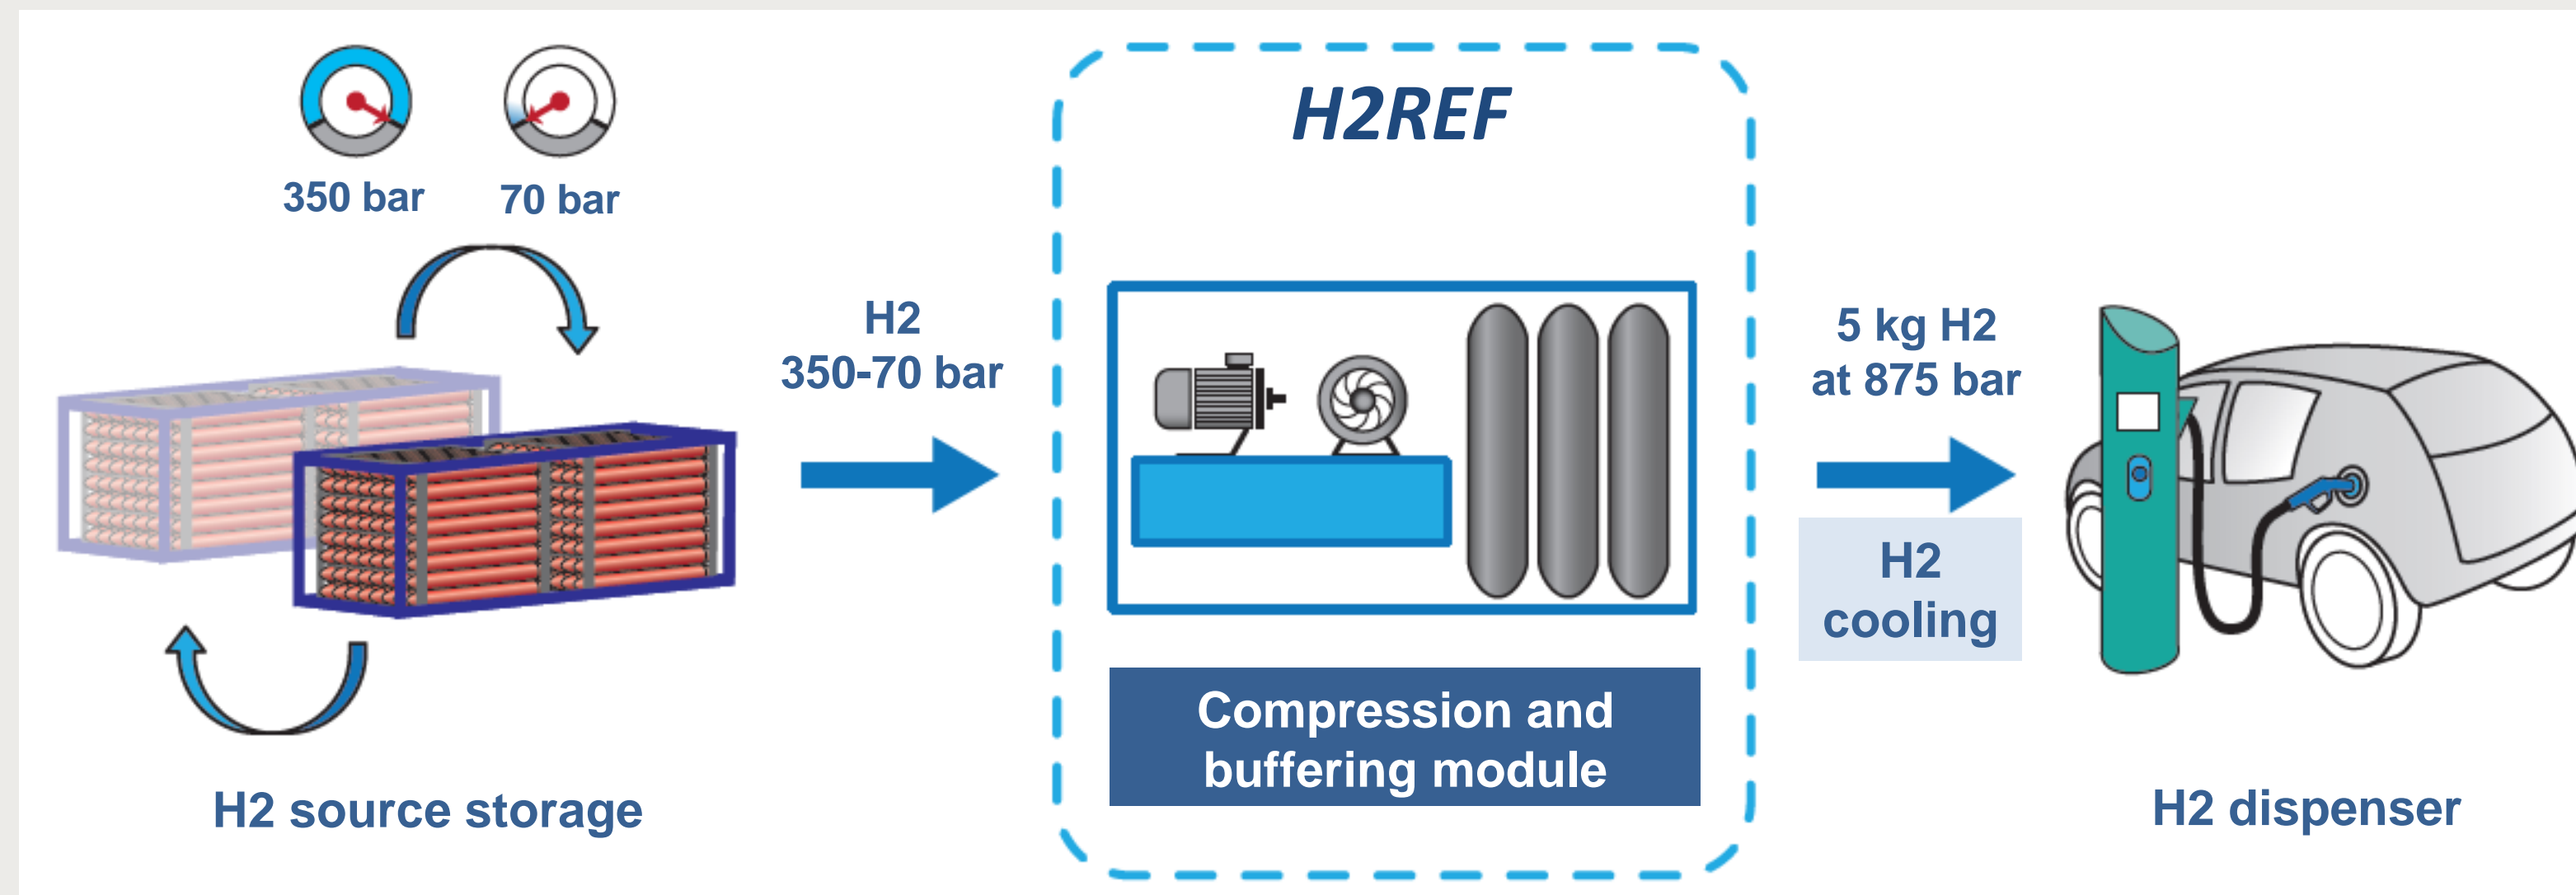 350 bar
70 bar
H2 source storage
H2
350-70 bar
H2REF
Compression and
buffering module
5 kg H2
at 875 bar
H2
cooling
H2 dispenser